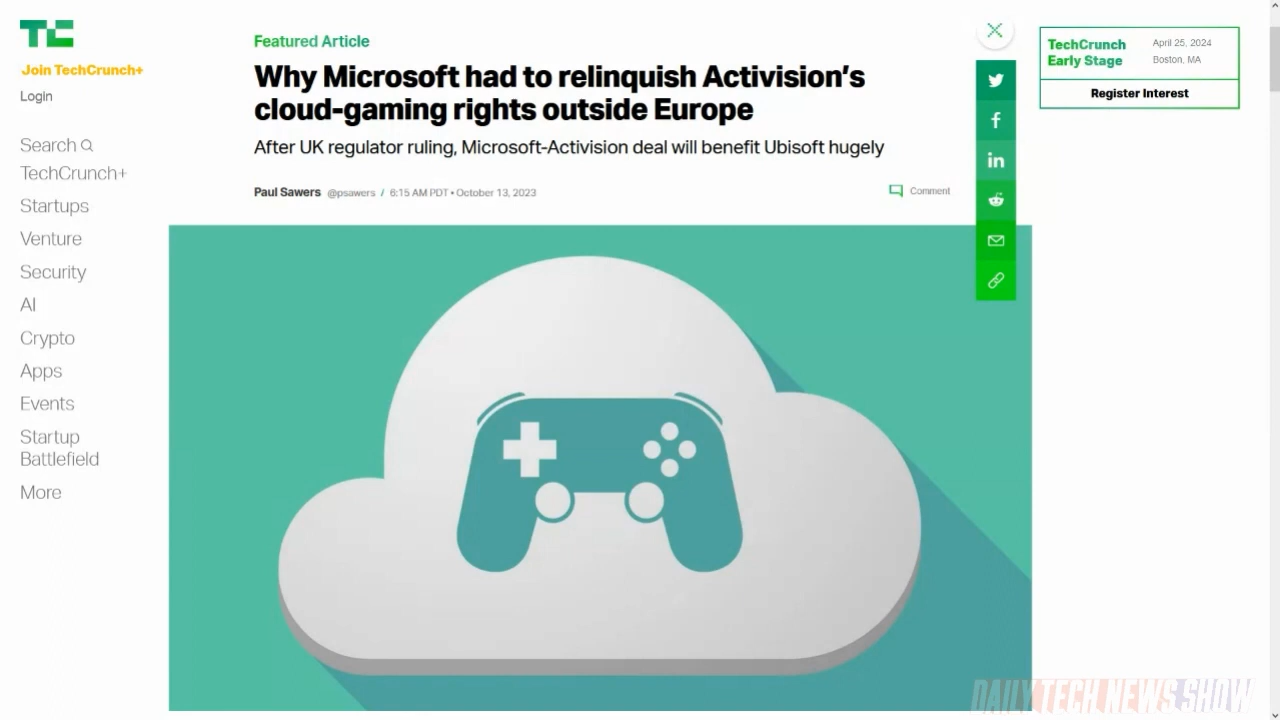 TC
Join TechCrunch+
Login
Search
TechCrunch+
Startups
Venture
Security
AI
Crypto
Apps
Events
Startup
Battlefield
More
Featured Article
Why Microsoft had to relinquish Activision's
cloud-gaming rights outside Europe
After UK regulator ruling, Microsoft-Activision deal will benefit Ubisoft hugely
Paul Sawers @psawers / 6:15 AM PDT • October 13, 2023
Comment
TechCrunch
Early Stage
April 25, 2024
Boston, MA
Register Interest
DAILY TECH NEWS SHOW